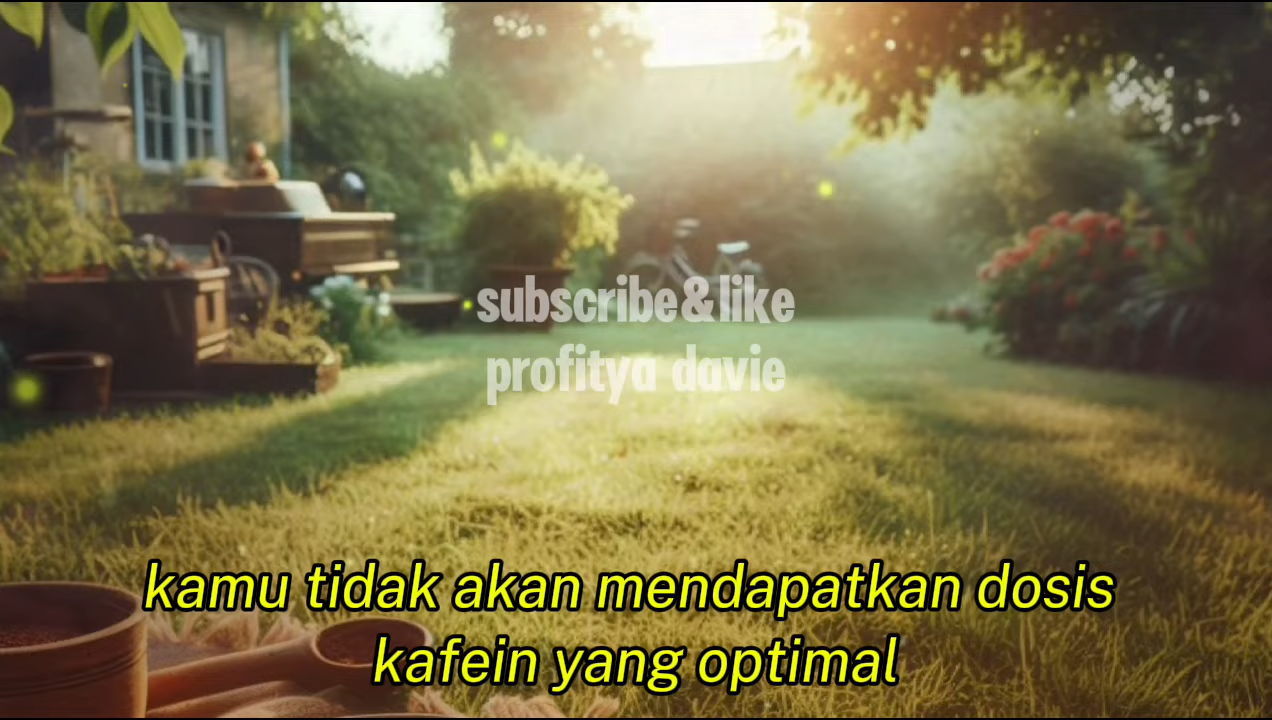 subscribe&like
profitya davie
kamu tidak akan mendapatkan dosis
kafein yang optimal